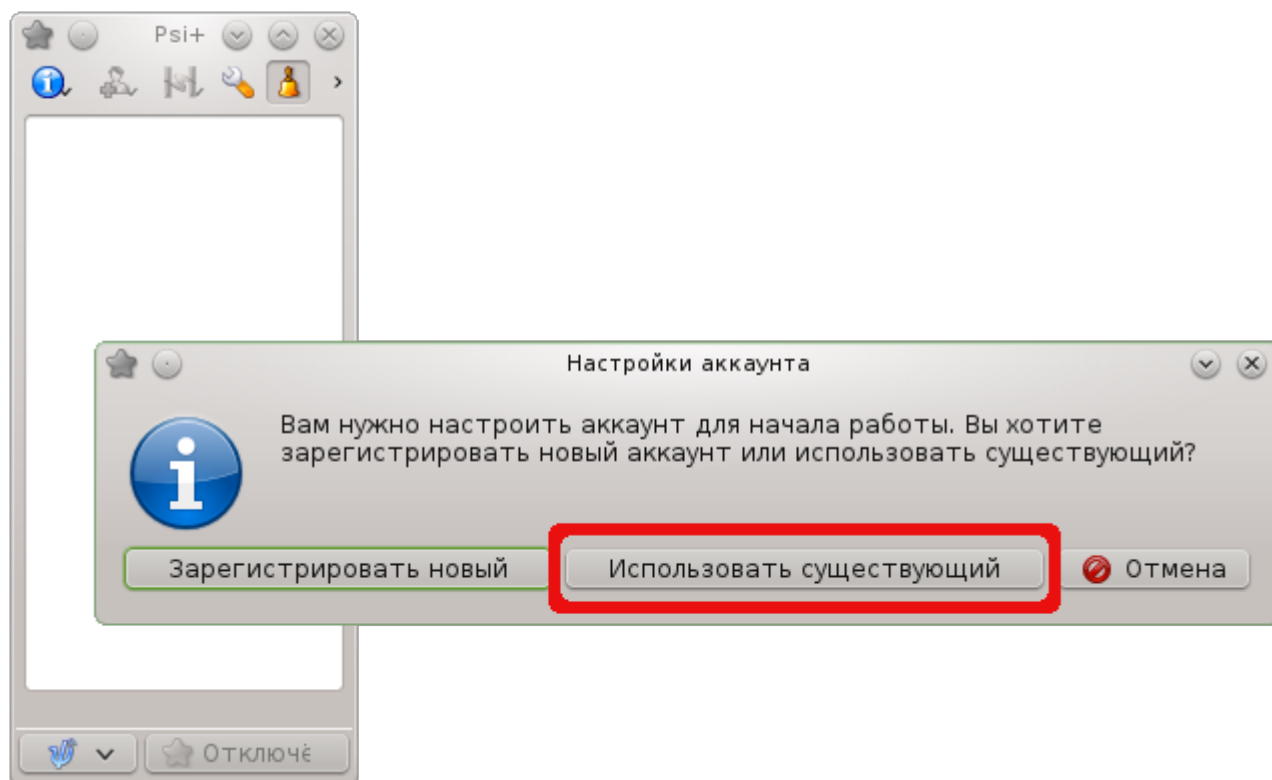 Psi+
Настройки аккаунта
Вам нужно настроить аккаунт для начала работы. Вы хотите
зарегистрировать новый аккаунт или использовать существующий?
Зарегистрировать новый
Использовать существующий
Отмена
Отключё